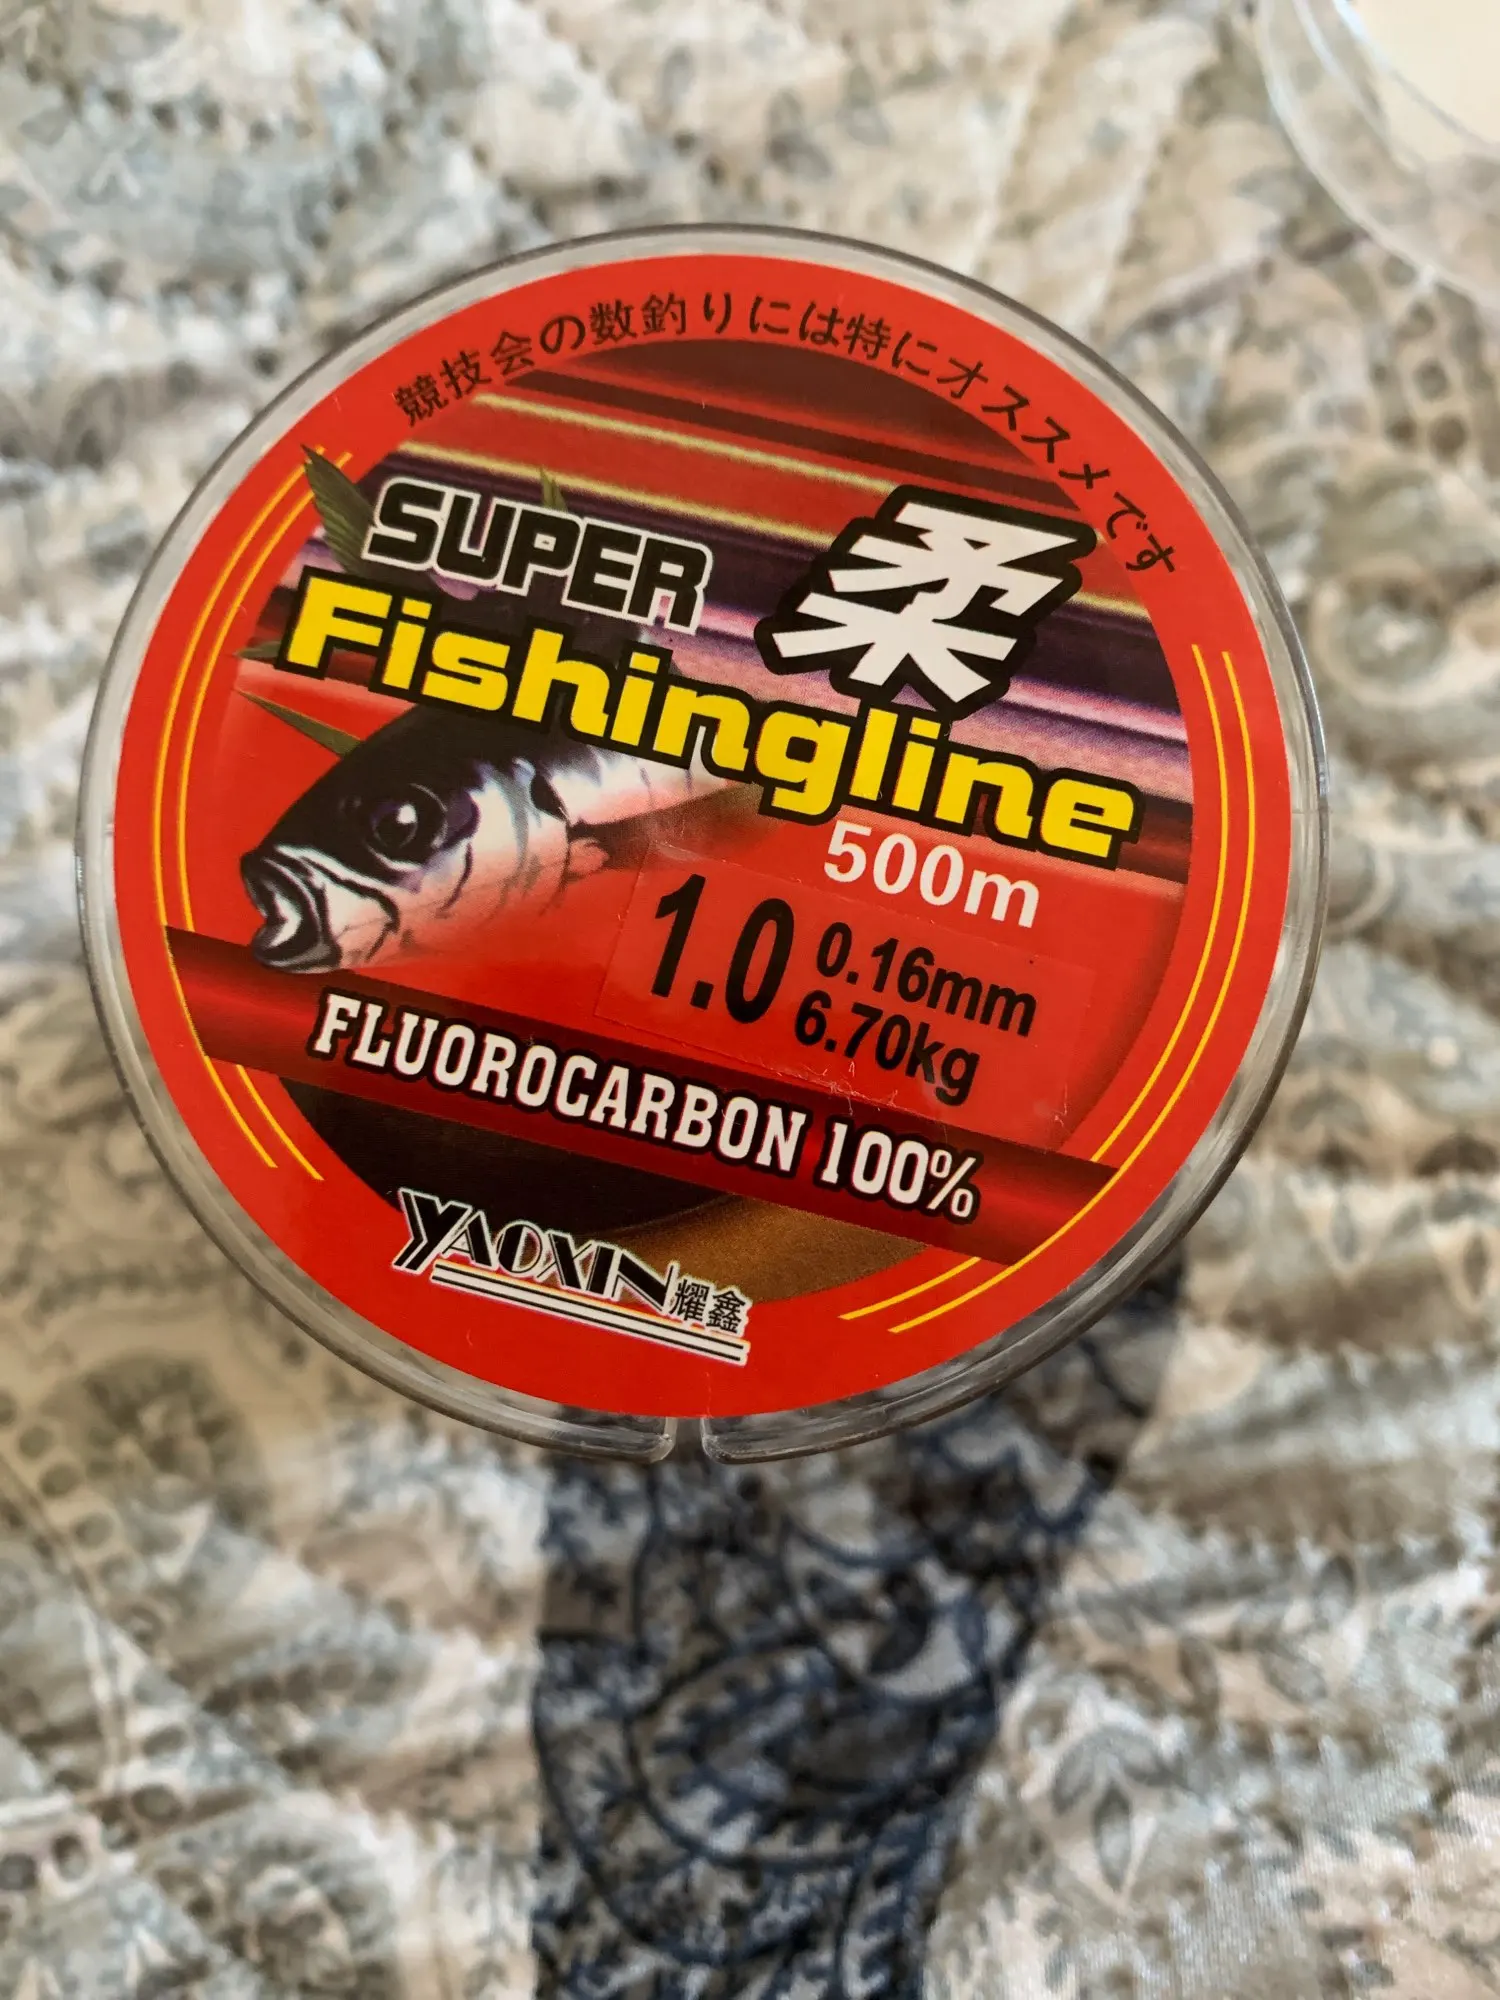 競技会の数釣りには特にオススメです
SUPER 柔
Fishingline
500m
1.0 0.16mm
6.70kg
FLUOROCARBON 100%
YAOXIN 耀鑫